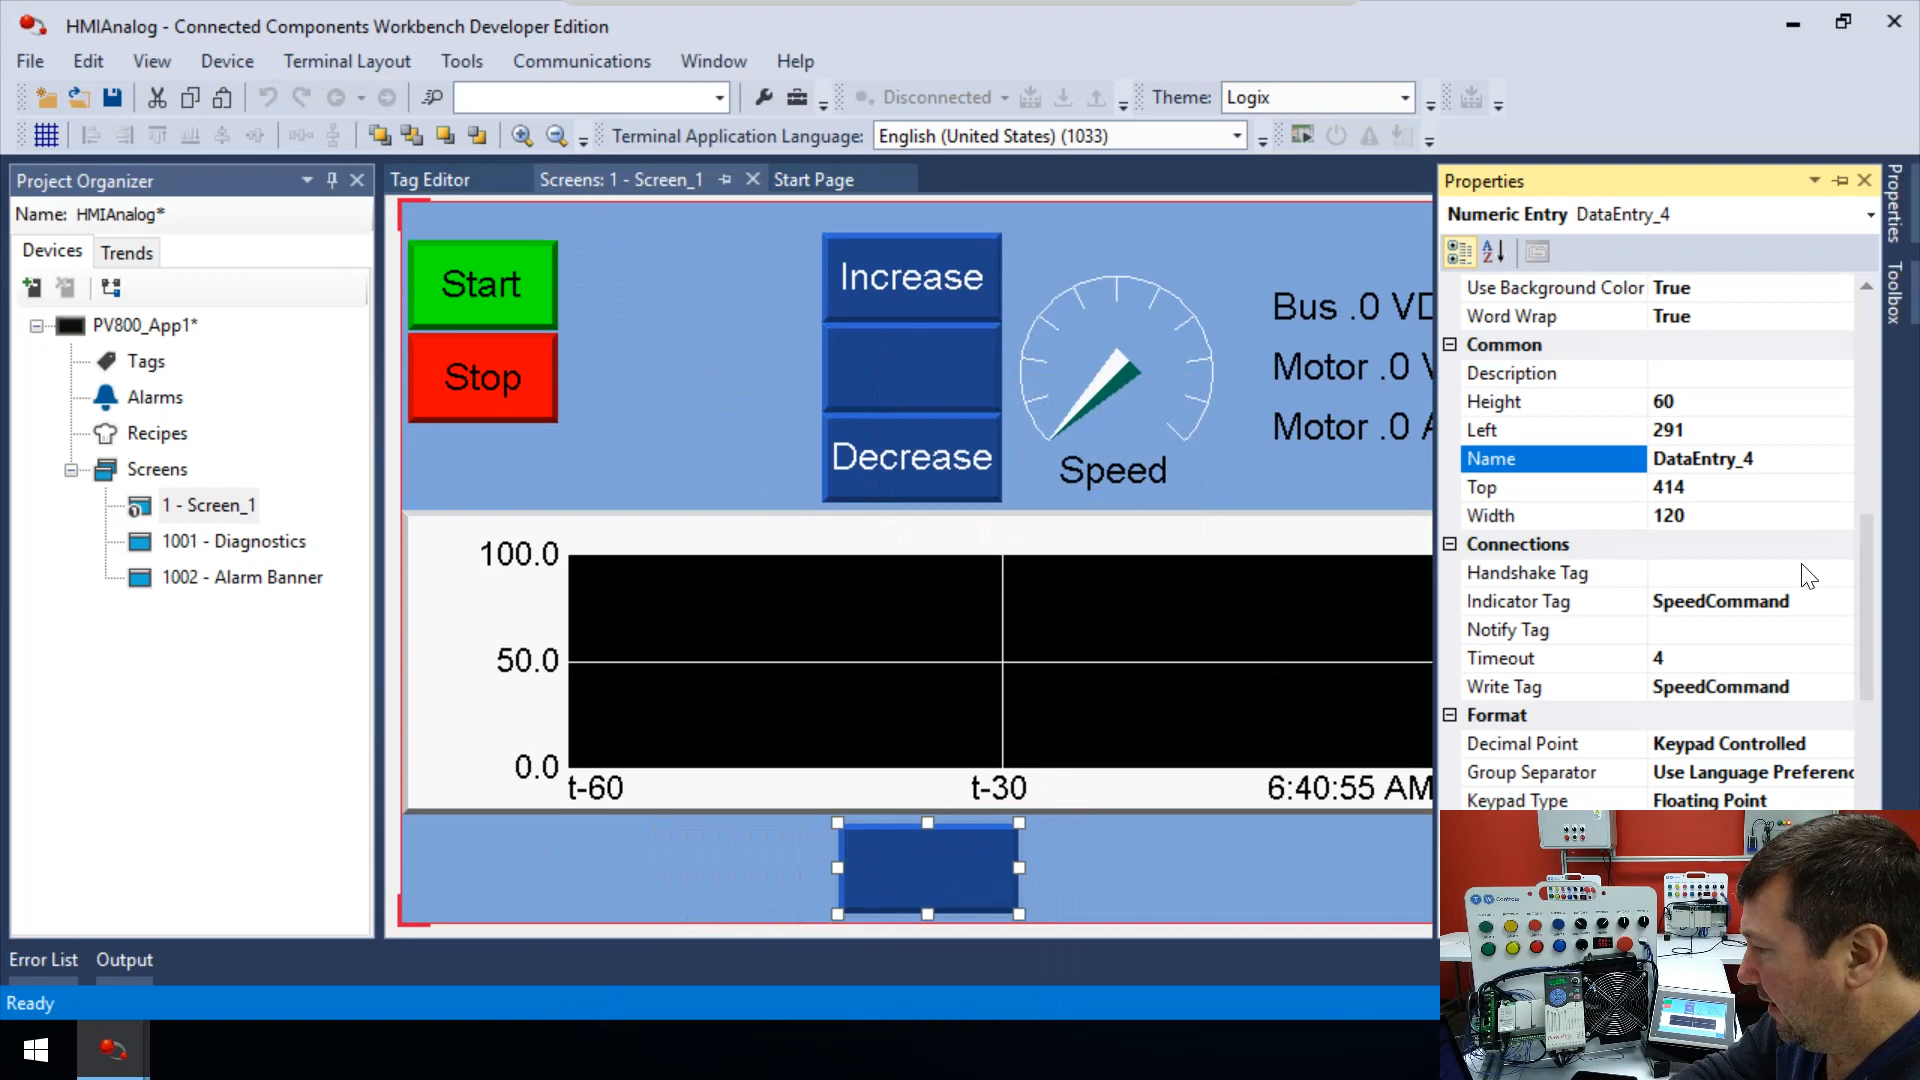 HMIAnalog - Connected Components Workbench Developer Edition
File Edit View Device Terminal Layout Tools Communications Window Help
Disconnected Theme: Logix
Terminal Application Language: English (United States) (1033)
Project Organizer
Name: HMIAnalog*
Devices Trends
PV800_App1*
Tags
Alarms
Recipes
Screens
1 - Screen_1
1001 - Diagnostics
1002 - Alarm Banner
Tag Editor Screens: 1 - Screen_1 Start Page
Start
Stop
Increase
Decrease
Speed
Bus .0 VD
Motor .0 V
Motor .0 A
100.0
50.0
0.0
t-60 t-30 6:40:55 AM
Properties
Numeric Entry DataEntry_4
Use Background Color True
Word Wrap True
Common
Description
Height 60
Left 291
Name DataEntry_4
Top 414
Width 120
Connections
Handshake Tag
Indicator Tag SpeedCommand
Notify Tag
Timeout 4
Write Tag SpeedCommand
Format
Decimal Point Keypad Controlled
Group Separator Use Language Preferenc
Keypad Type Floating Point
Properties
Toolbox
Error List Output
Ready